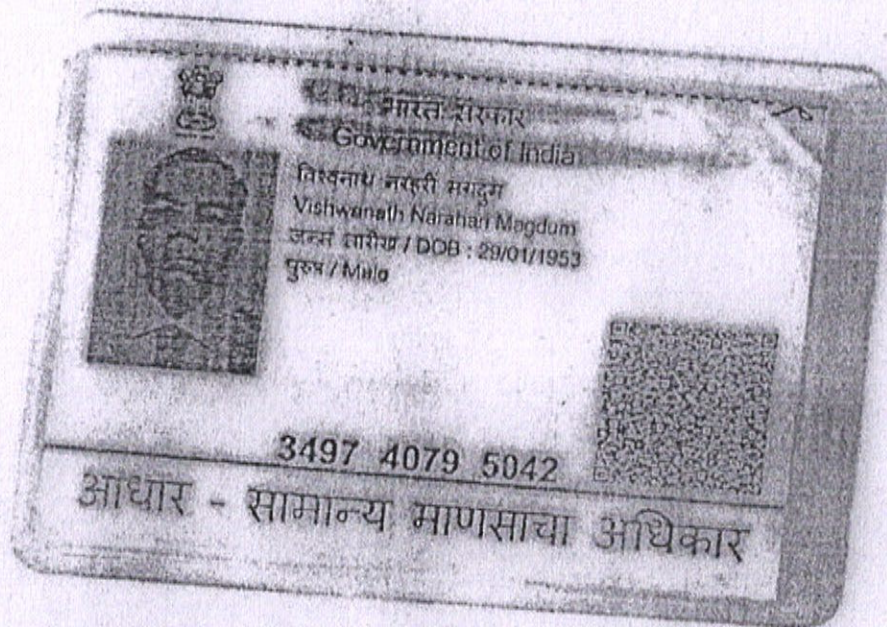 भारत सरकार
Government of India
विश्वनाथ नरहरी मगदुम
Vishwanath Narahari Magdum
जन्म तारीख / DOB : 29/01/1953
पुरुष / Male
3497 4079 5042
आधार - सामान्य माणसाचा अधिकार